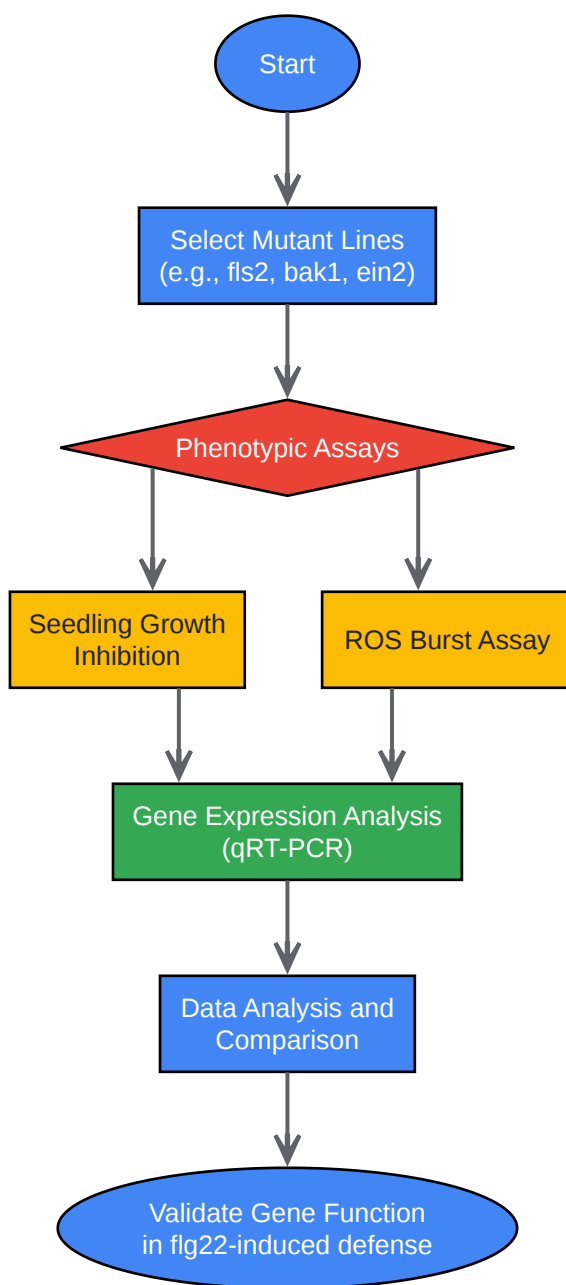 Start
Select Mutant Lines
(e.g., fls2, bak1, ein2)
Phenotypic Assays
Seedling Growth
Inhibition
ROS Burst Assay
Gene Expression Analysis
(qRT-PCR)
Data Analysis and
Comparison
Validate Gene Function
in flg22-induced defense